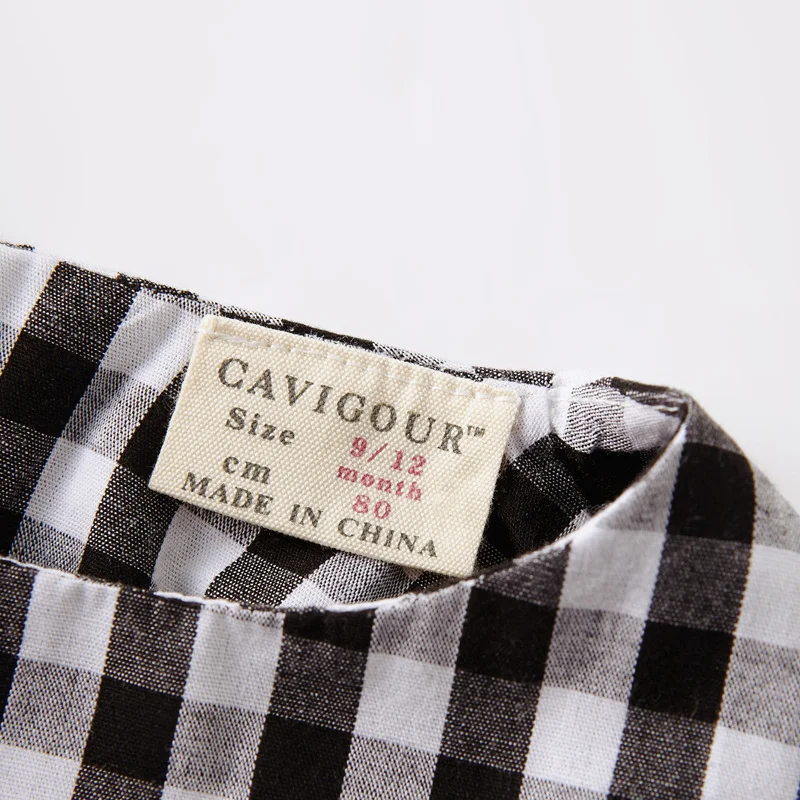 CAVIGOUR™
Size 9/12
month
cm 80
MADE IN CHINA